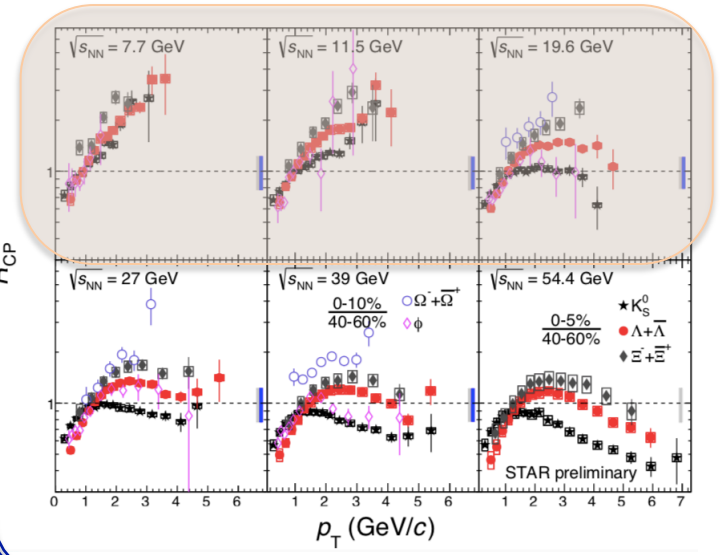 √sNN = 7.7 GeV
√sNN = 11.5 GeV
√sNN = 19.6 GeV
1
1
RCP
√sNN = 27 GeV
√sNN = 39 GeV
√sNN = 54.4 GeV
0-10%
40-60%
Ω⁻+Ω̅⁺
ϕ
0-5%
40-60%
K⁰S
Λ+Λ̅
Ξ⁻+Ξ̅⁺
STAR preliminary
0 1 2 3 4 5 6 1 2 3 4 5 6 1 2 3 4 5 6 7
pT (GeV/c)